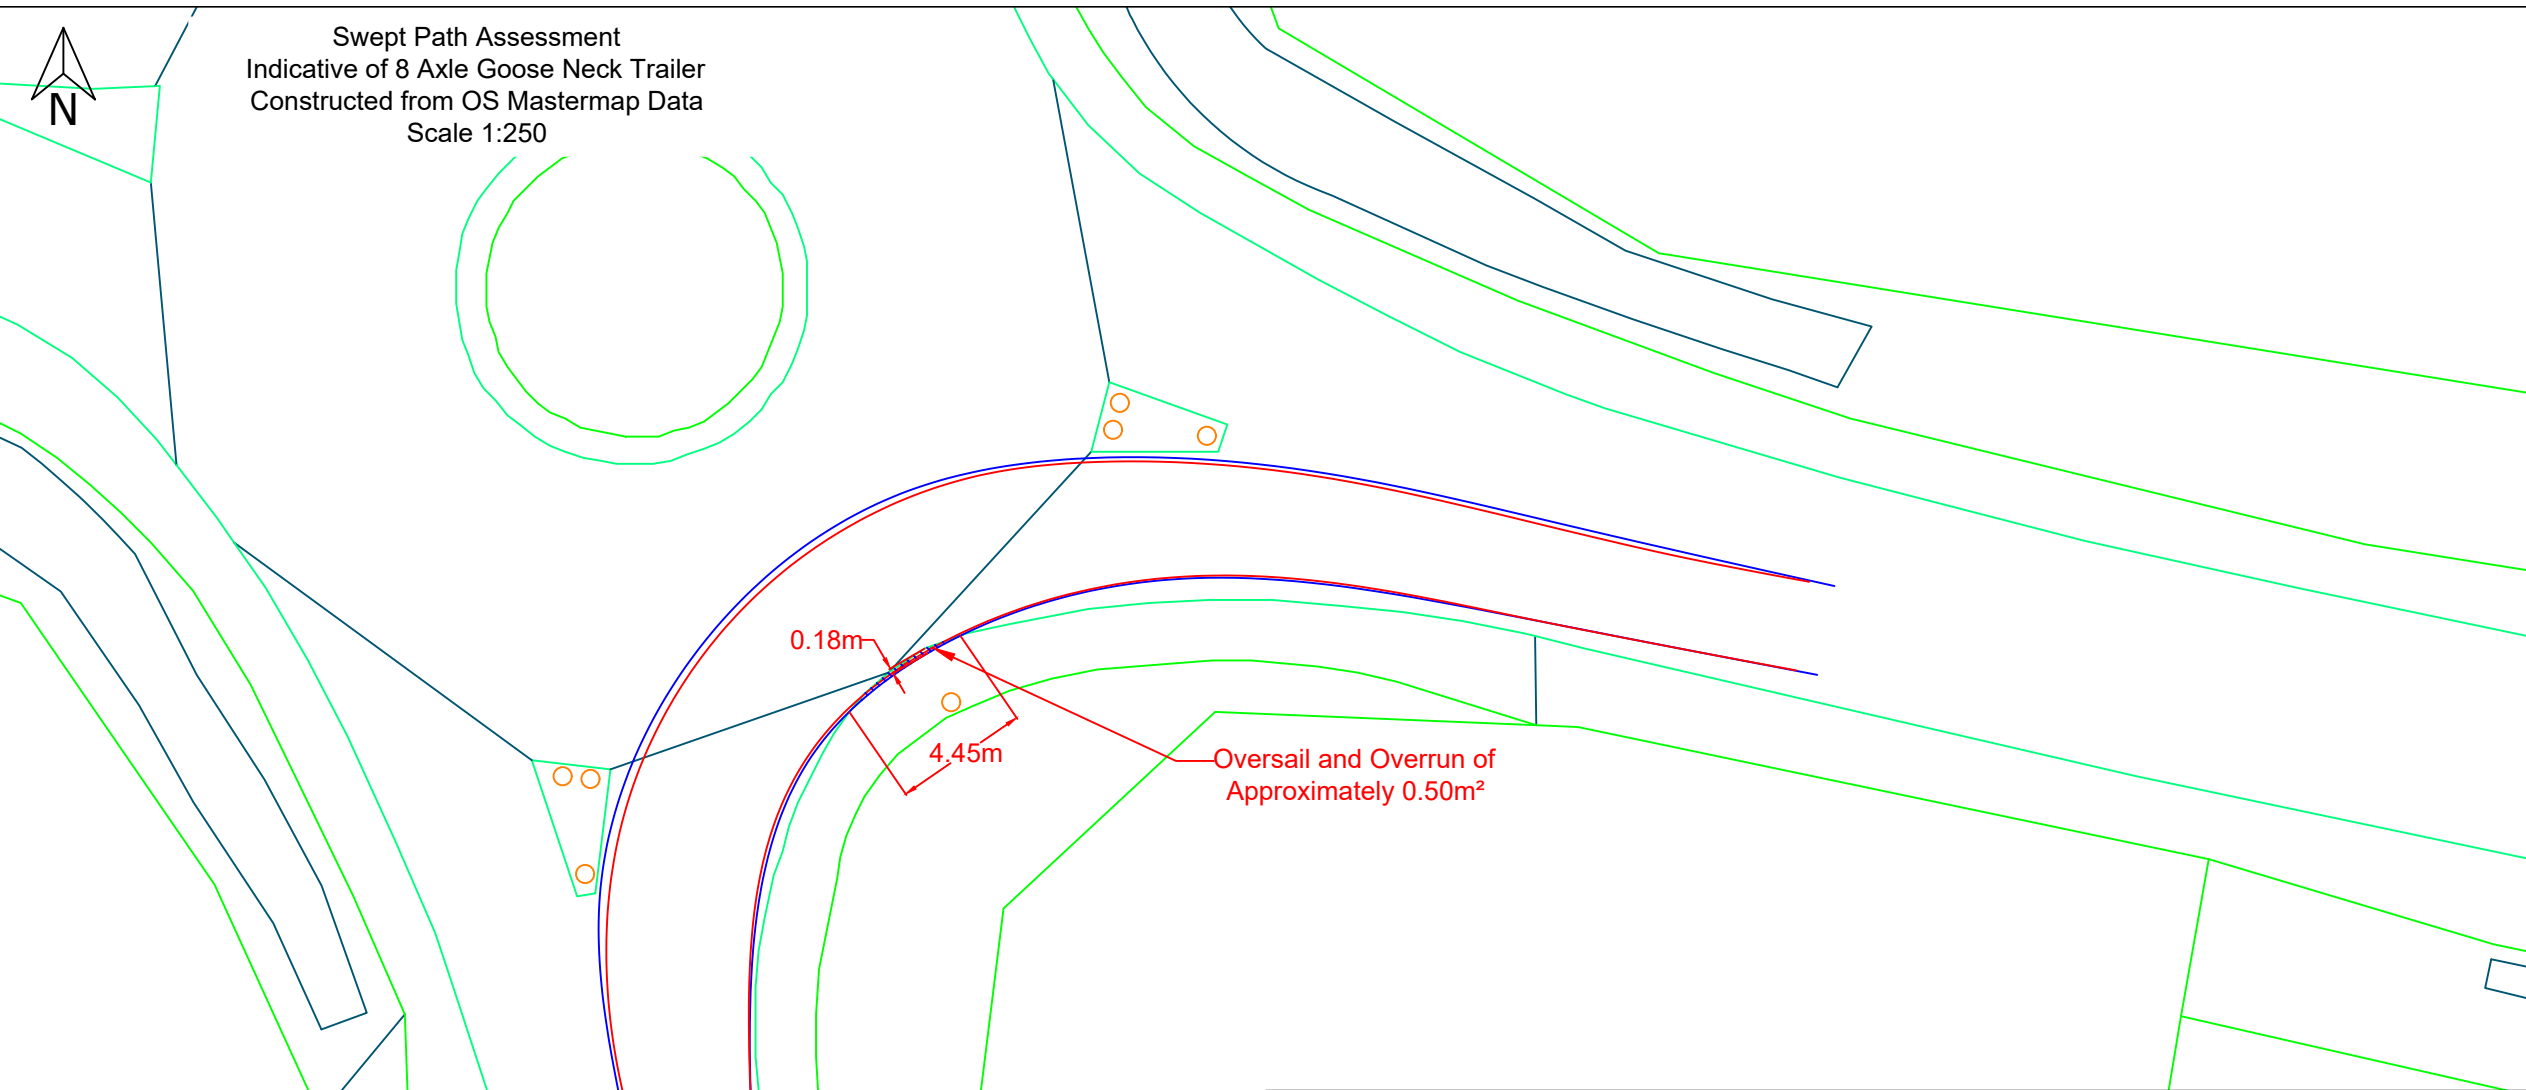 Swept Path Assessment
Indicative of 8 Axle Goose Neck Trailer
Constructed from OS Mastermap Data
Scale 1:250
N
0.18m
4.45m
Oversail and Overrun of
Approximately 0.50m²